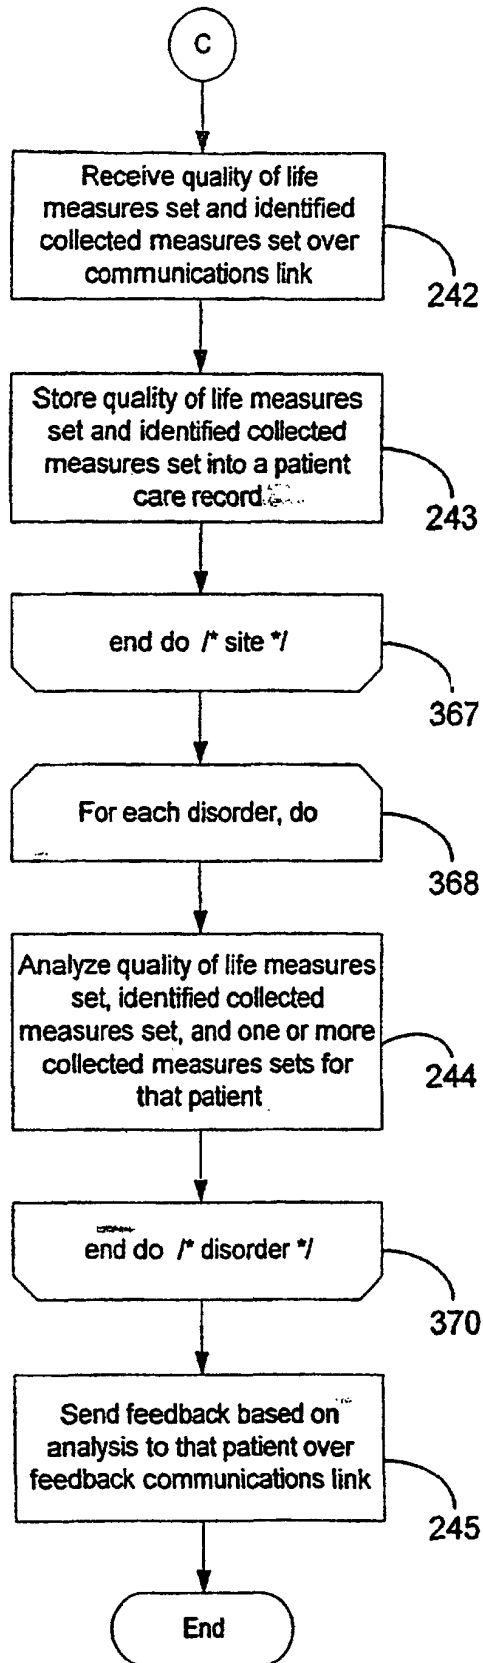 C
Receive quality of life
measures set and identified
collected measures set over
communications link
242
Store quality of life measures
set and identified collected
measures set into a patient
care record
243
end do /* site */
367
For each disorder, do
368
Analyze quality of life measures
set, identified collected
measures set, and one or more
collected measures sets for
that patient
244
end do /* disorder */
370
Send feedback based on
analysis to that patient over
feedback communications link
245
End